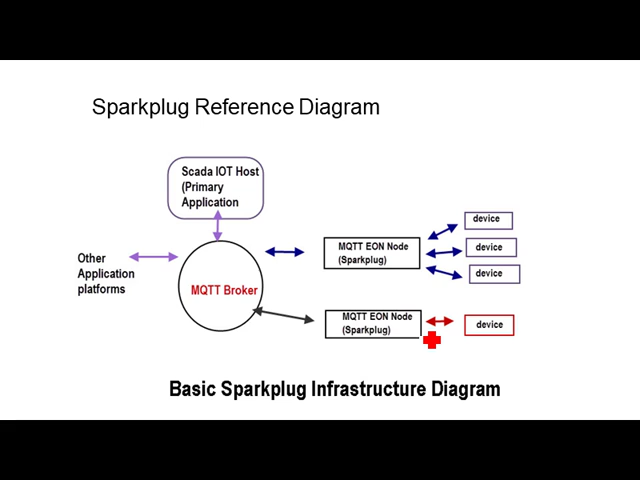 Sparkplug Reference Diagram
Scada IOT Host
(Primary
Application
Other
Application
platforms
MQTT Broker
MQTT EON Node
(Sparkplug)
device
device
device
MQTT EON Node
(Sparkplug)
device
Basic Sparkplug Infrastructure Diagram